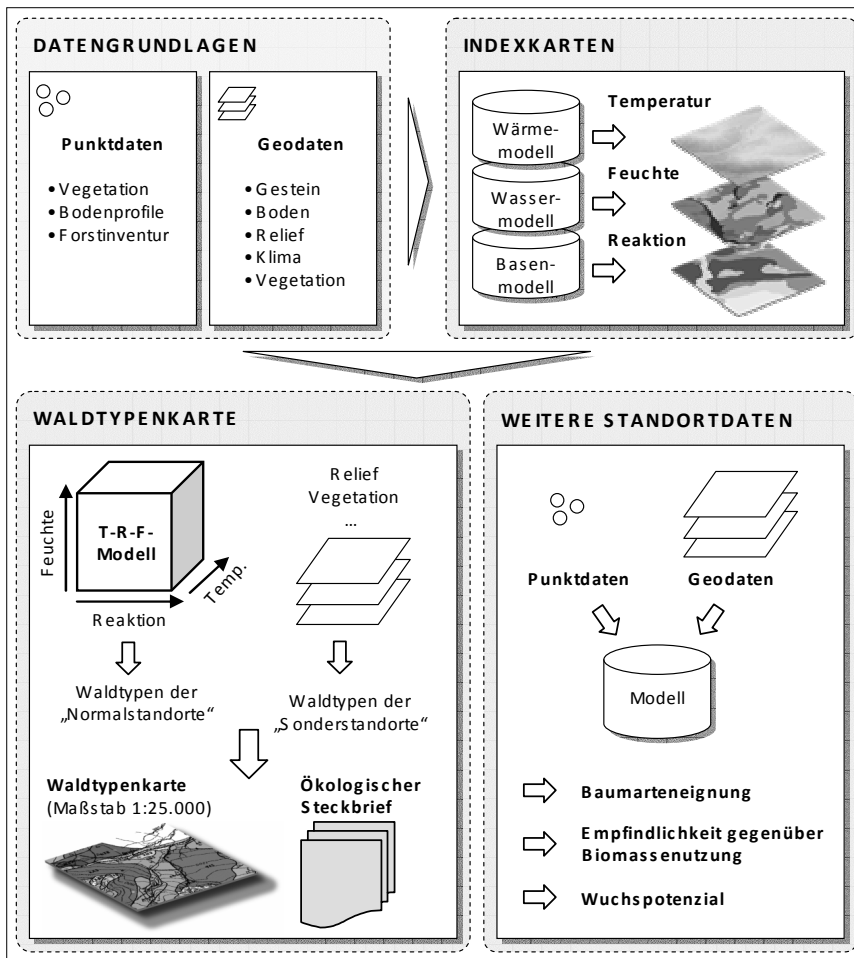 DATENGRUNDLAGEN
Punktdaten
• Vegetation
• Bodenprofile
• Forstinventur
Geodaten
• Gestein
• Boden
• Relief
• Klima
• Vegetation
INDEXKARTEN
Wärme-
modell
Wasser-
modell
Basen-
modell
Temperatur
Feuchte
Reaktion
WALDTYPENKARTE
Feuchte
T-R-F-
Modell
Temp.
Reaktion
Relief
Vegetation
...
Waldtypen der
„Normalstandorte“
Waldtypen der
„Sonderstandorte“
Waldtypenkarte
(Maßstab 1:25.000)
Ökologischer
Steckbrief
WEITERE STANDORTDATEN
Punktdaten
Geodaten
Modell
Baumarteneignung
Empfindlichkeit gegenüber
Biomassenutzung
Wuchspotenzial